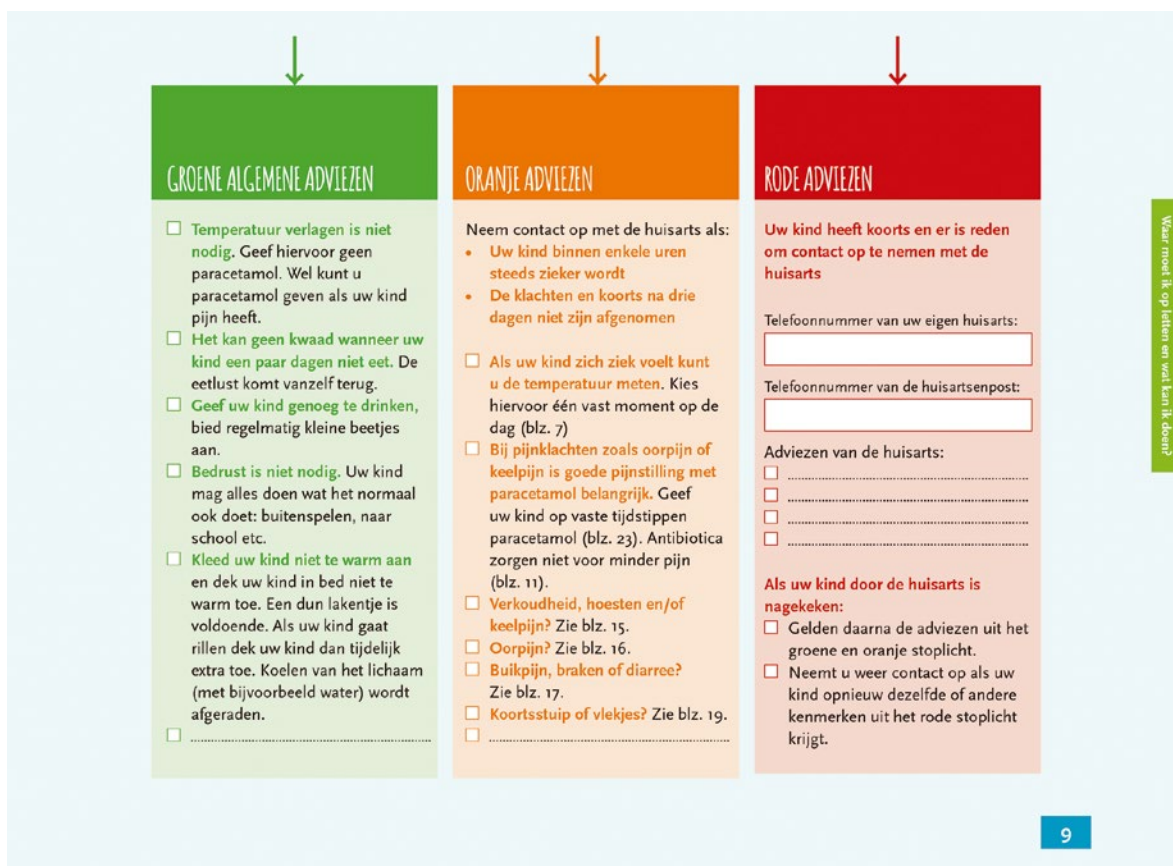 GROENE ALGEMENE ADVIEZEN
Temperatuur verlagen is niet
nodig. Geef hiervoor geen
paracetamol. Wel kunt u
paracetamol geven als uw kind
pijn heeft.
Het kan geen kwaad wanneer uw
kind een paar dagen niet eet. De
eetlust komt vanzelf terug.
Geef uw kind genoeg te drinken,
bied regelmatig kleine beetjes
aan.
Bedrust is niet nodig. Uw kind
mag alles doen wat het normaal
ook doet: buitenspelen, naar
school etc.
Kleed uw kind niet te warm aan
en dek uw kind in bed niet te
warm toe. Een dun lakentje is
voldoende. Als uw kind gaat
rillen dek uw kind dan tijdelijk
extra toe. Koelen van het lichaam
(met bijvoorbeeld water) wordt
afgeraden.
ORANJE ADVIEZEN
Neem contact op met de huisarts als:
• Uw kind binnen enkele uren
steeds zieker wordt
• De klachten en koorts na drie
dagen niet zijn afgenomen
Als uw kind zich ziek voelt kunt
u de temperatuur meten. Kies
hiervoor één vast moment op de
dag (blz. 7)
Bij pijnklachten zoals oorpijn of
keelpijn is goede pijnstilling met
paracetamol belangrijk. Geef
uw kind op vaste tijdstippen
paracetamol (blz. 23). Antibiotica
zorgen niet voor minder pijn
(blz. 11).
Verkoudheid, hoesten en/of
keelpijn? Zie blz. 15.
Oorpijn? Zie blz. 16.
Buikpijn, braken of diarree?
Zie blz. 17.
Koortsstuip of vlekjes? Zie blz. 19.
RODE ADVIEZEN
Uw kind heeft koorts en er is reden
om contact op te nemen met de
huisarts
Telefoonnummer van uw eigen huisarts:
Telefoonnummer van de huisartsenpost:
Adviezen van de huisarts:
Als uw kind door de huisarts is
nagekeken:
Gelden daarna de adviezen uit het
groene en oranje stoplicht.
Neemt u weer contact op als uw
kind opnieuw dezelfde of andere
kenmerken uit het rode stoplicht
krijgt.
Waar moet ik op letten en wat kan ik doen?
9